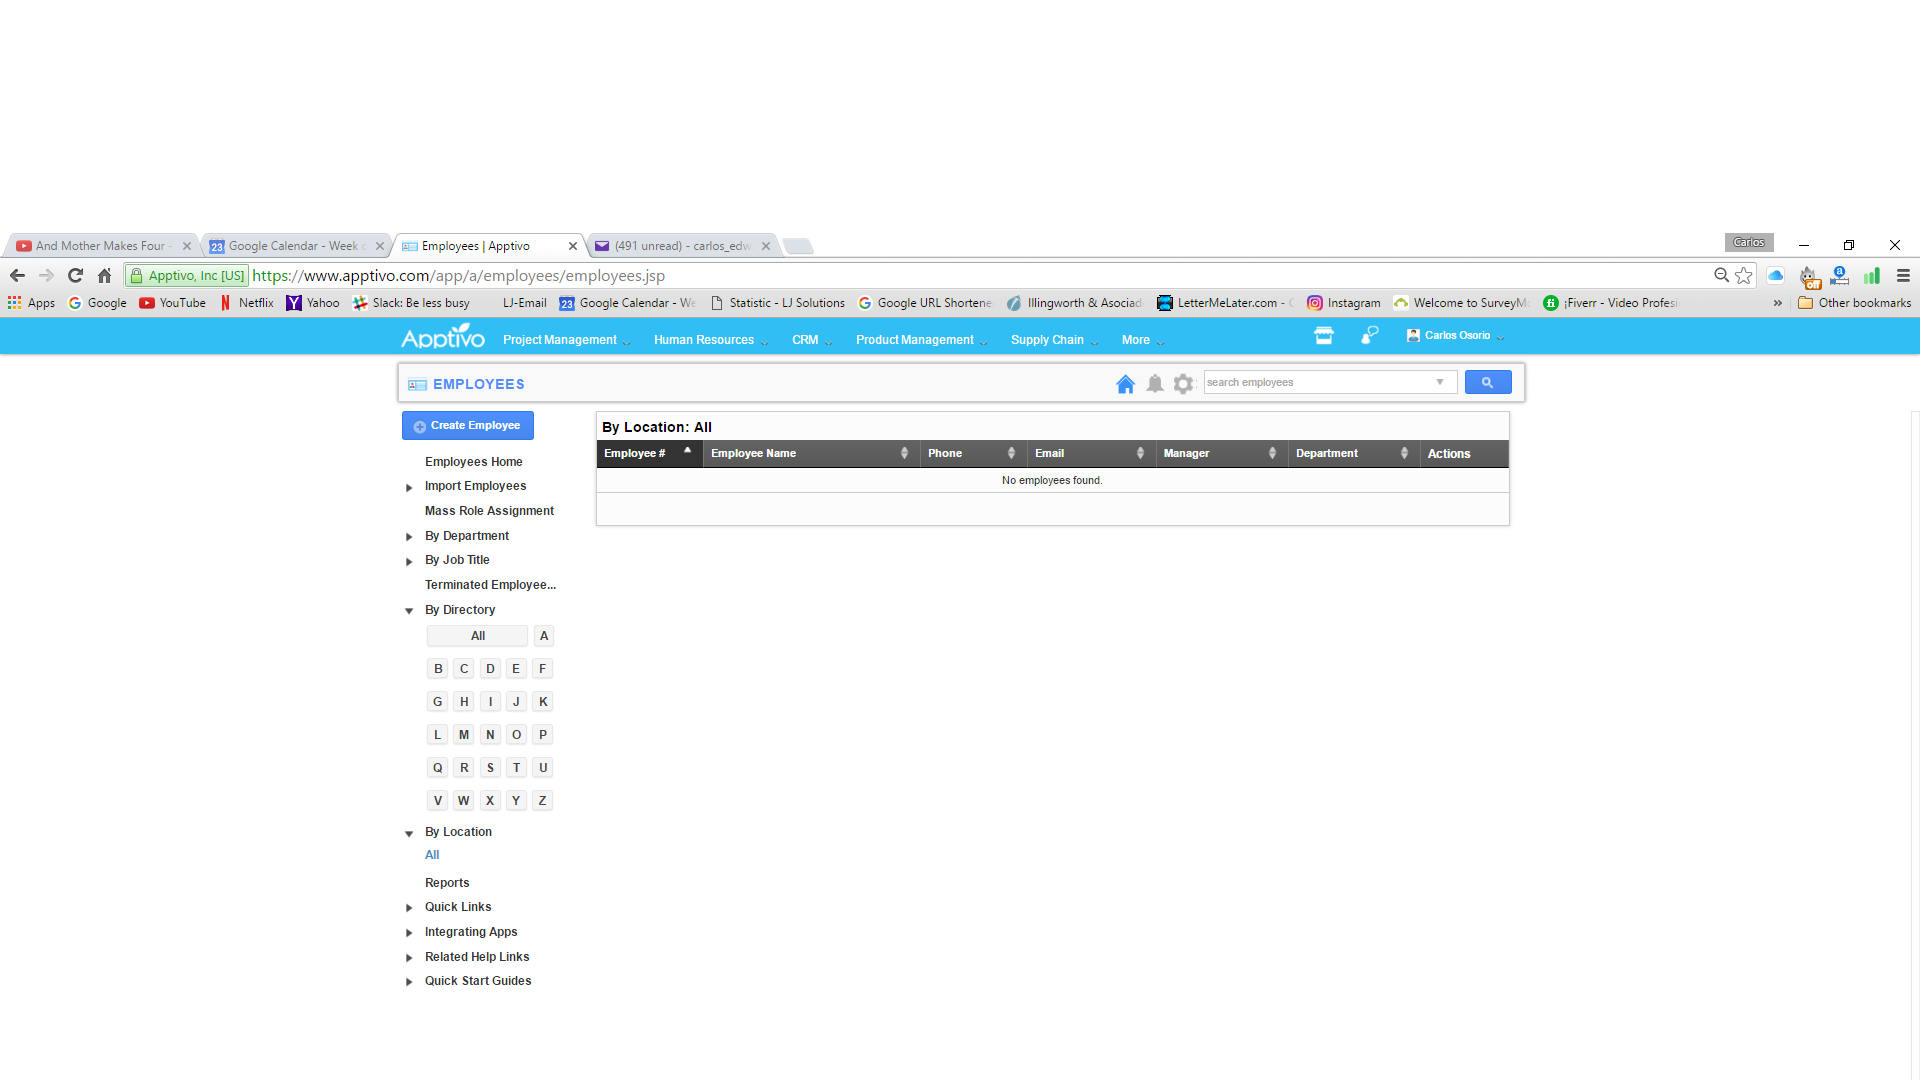 And Mother Makes Four -
Google Calendar - Week
Employees | Apptivo
(491 unread) - carlos_edw
Carlos
Apptivo, Inc [US] https://www.apptivo.com/app/a/employees/employees.jsp
Apps Google YouTube Netflix Yahoo Slack: Be less busy LJ-Email Google Calendar - We Statistic - LJ Solutions Google URL Shortene Illingworth & Asociad LetterMeLater.com - Instagram Welcome to SurveyM ¡Fiverr - Video Profesi » Other bookmarks
Apptivo Project Management Human Resources CRM Product Management Supply Chain More Carlos Osorio
EMPLOYEES
search employees
Create Employee
Employees Home
Import Employees
Mass Role Assignment
By Department
By Job Title
Terminated Employee...
By Directory
All A
B C D E F
G H I J K
L M N O P
Q R S T U
V W X Y Z
By Location
All
Reports
Quick Links
Integrating Apps
Related Help Links
Quick Start Guides
By Location: All
Employee # Employee Name Phone Email Manager Department Actions
No employees found.